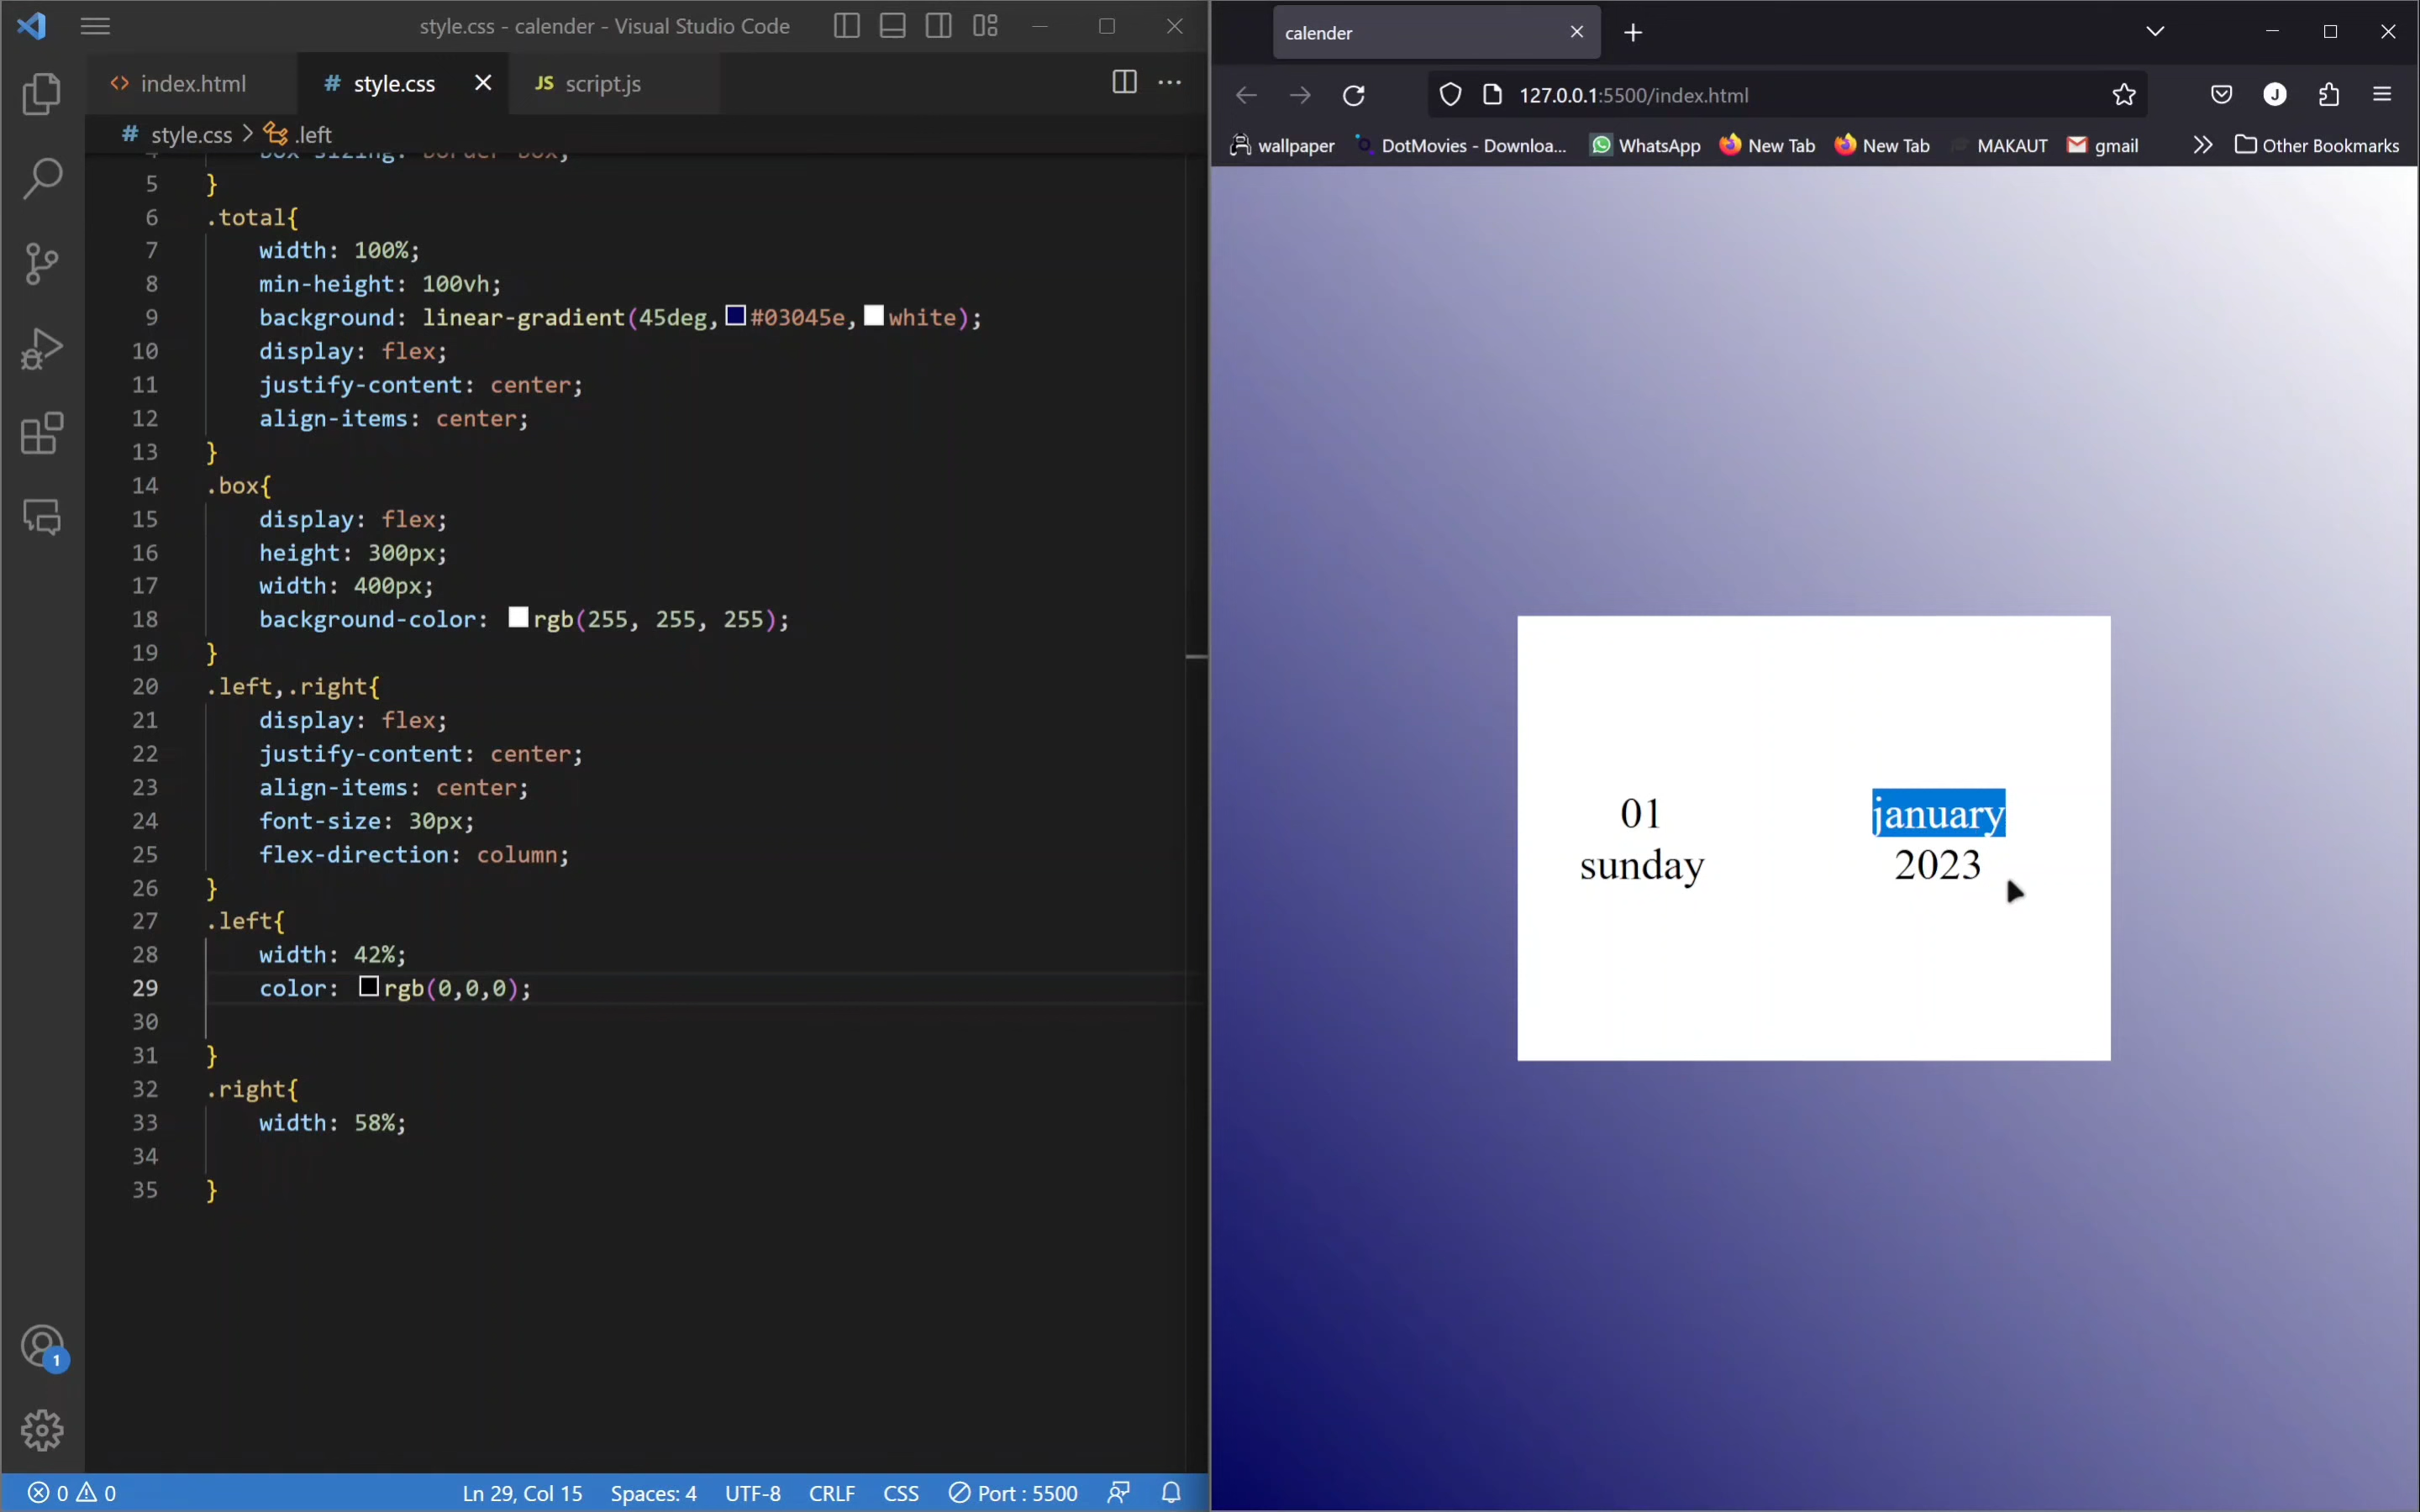 style.css - calender - Visual Studio Code
index.html
# style.css
JS script.js
# style.css > .left
4 box-sizing: border-box;
5 }
6 .total{
7 width: 100%;
8 min-height: 100vh;
9 background: linear-gradient(45deg,#03045e,white);
10 display: flex;
11 justify-content: center;
12 align-items: center;
13 }
14 .box{
15 display: flex;
16 height: 300px;
17 width: 400px;
18 background-color: rgb(255, 255, 255);
19 }
20 .left,.right{
21 display: flex;
22 justify-content: center;
23 align-items: center;
24 font-size: 30px;
25 flex-direction: column;
26 }
27 .left{
28 width: 42%;
29 color: rgb(0,0,0);
30
31 }
32 .right{
33 width: 58%;
34
35 }
1
0 0
Ln 29, Col 15
Spaces: 4
UTF-8
CRLF
CSS
Port : 5500
calender
127.0.0.1:5500/index.html
J
wallpaper
DotMovies - Downloa...
WhatsApp
New Tab
New Tab
MAKAUT
gmail
Other Bookmarks
01
sunday
january
2023